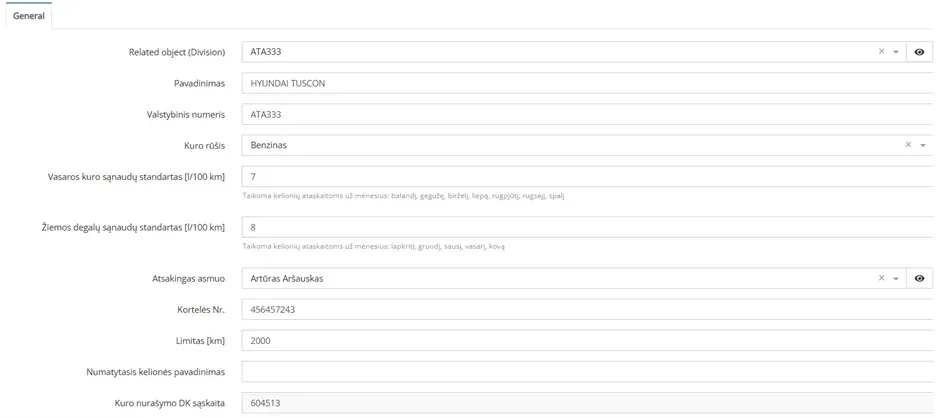 General
Related object (Division) ATA333
Pavadinimas HYUNDAI TUSCON
Valstybinis numeris ATA333
Kuro rūšis Benzinas
Vasaros kuro sąnaudų standartas [l/100 km] 7
Taikoma kelionių ataskaitoms už mėnesius: balandį, gegužę, birželį, liepą, rugpjūtį, rugsėjį, spalį
Žiemos degalų sąnaudų standartas [l/100 km] 8
Taikoma kelionių ataskaitoms už mėnesius: lapkritį, gruodį, sausį, vasarį, kovą
Atsakingas asmuo Artūras Aršauskas
Kortelės Nr. 456457243
Limitas [km] 2000
Numatytasis kelionės pavadinimas
Kuro nurašymo DK sąskaita 604513